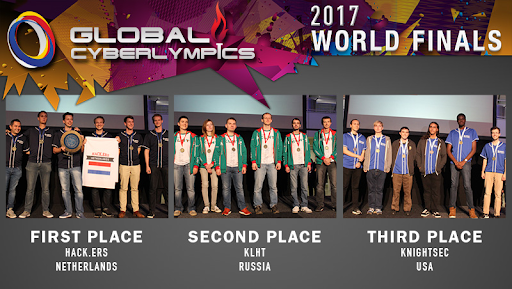 GLOBAL
CYBERLYMPICS
2017
WORLD FINALS
FIRST PLACE
HACK.ERS
NETHERLANDS
SECOND PLACE
KLHT
RUSSIA
THIRD PLACE
KNIGHTSEC
USA